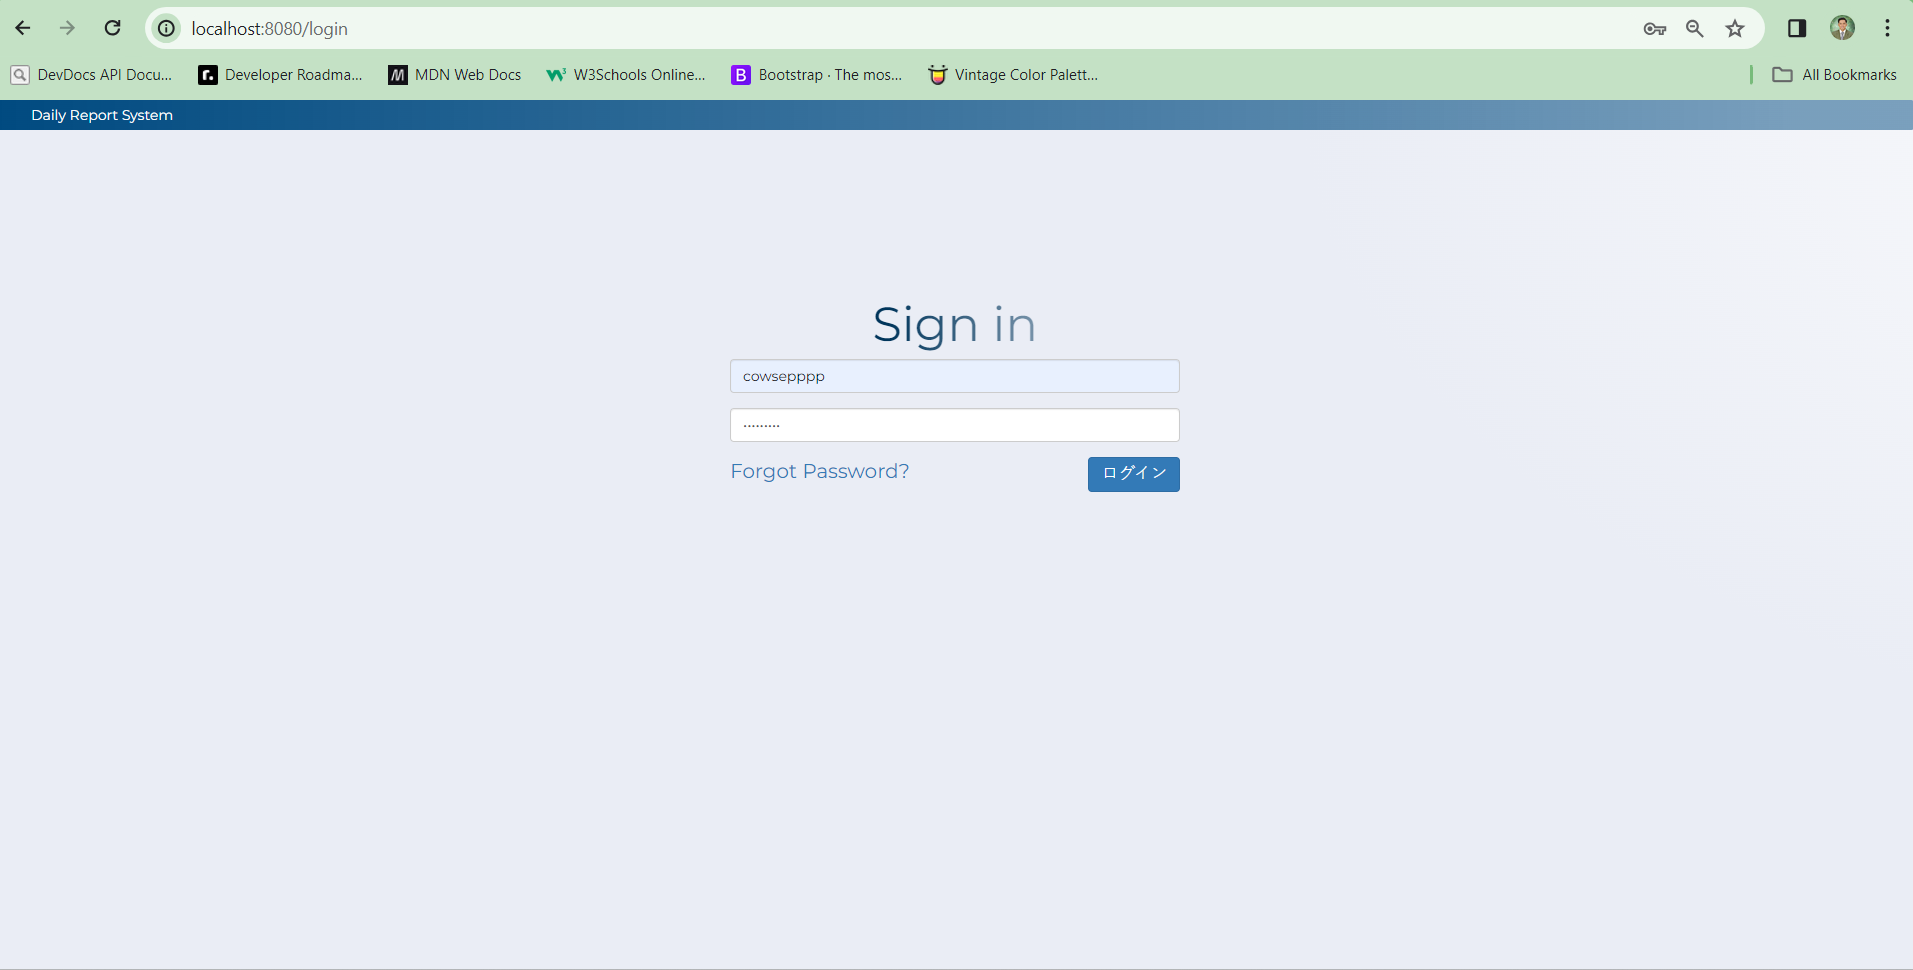 localhost:8080/login
DevDocs API Docu... Developer Roadma... MDN Web Docs W3Schools Online... Bootstrap · The mos... Vintage Color Palett... All Bookmarks
Daily Report System
Sign in
cowsepppp
·········
Forgot Password? ログイン